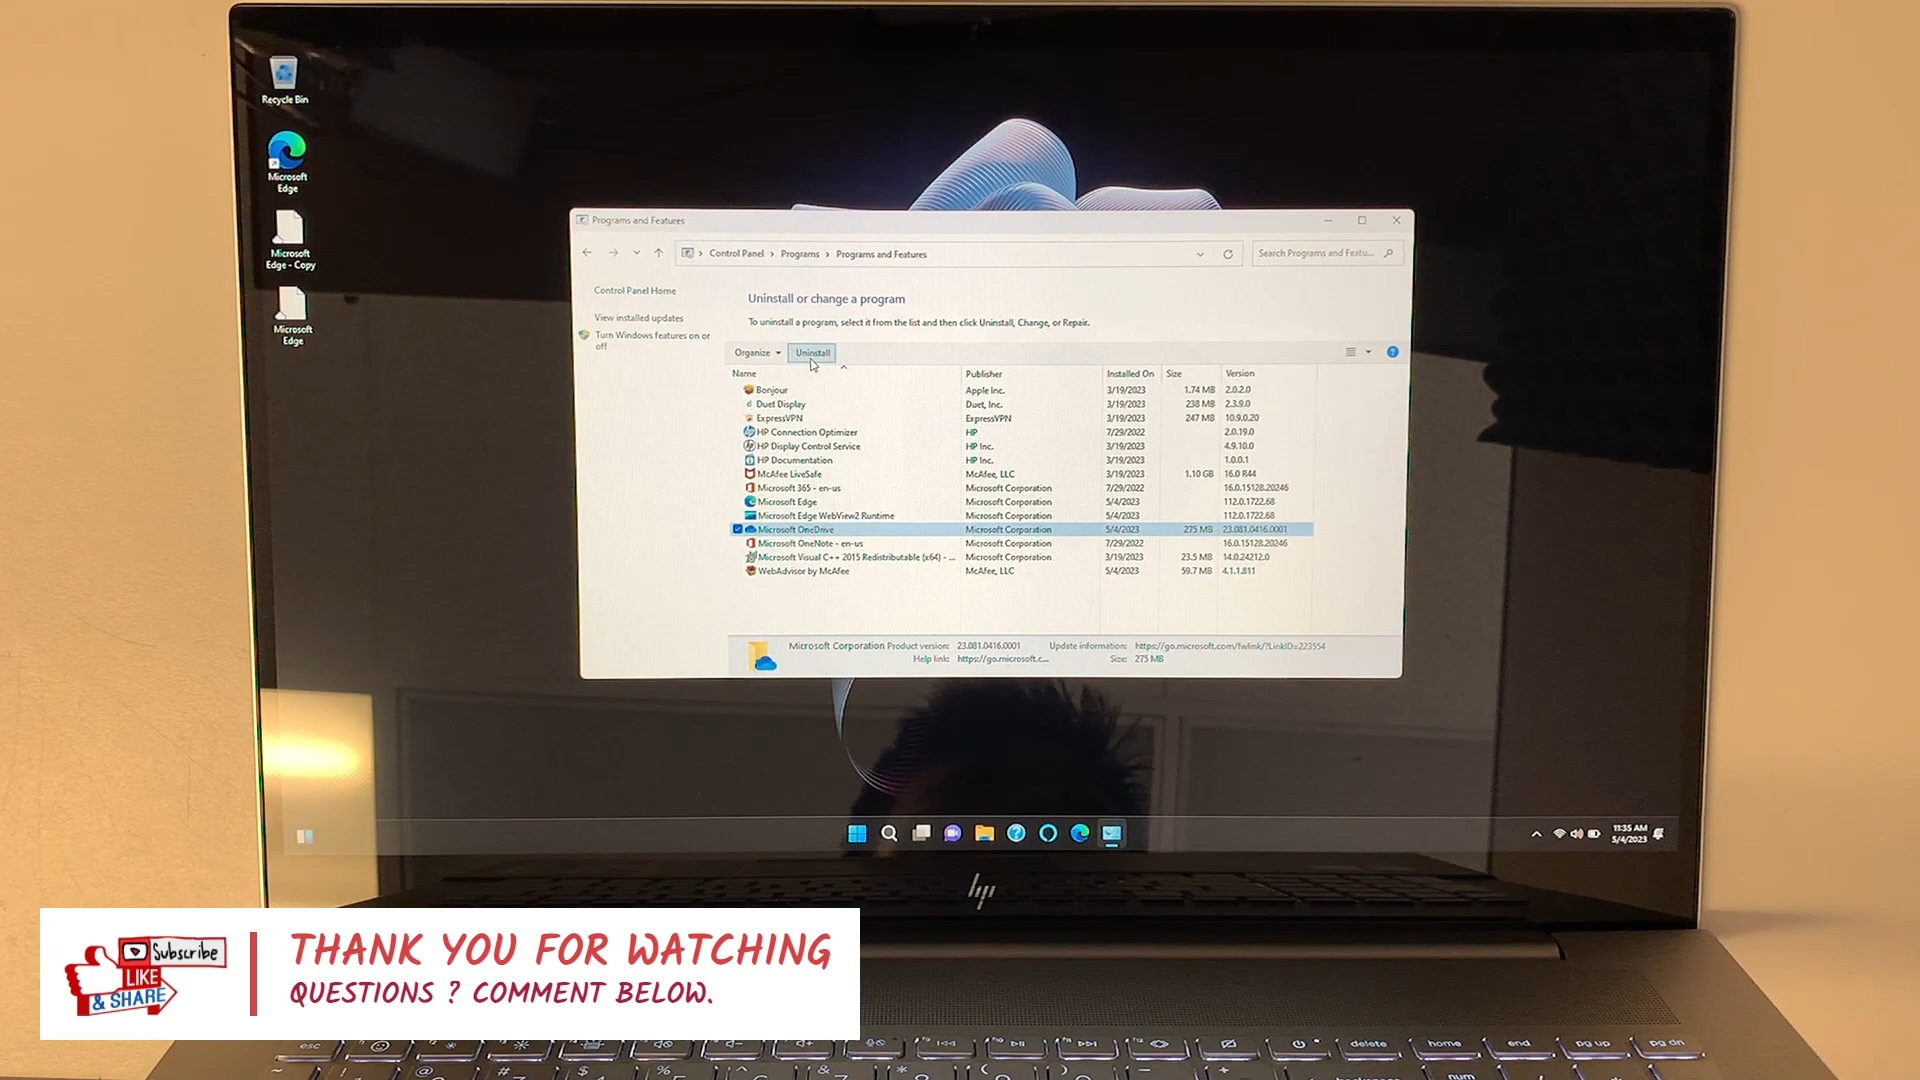 Recycle Bin
Microsoft
Edge
Microsoft
Edge - Copy
Microsoft
Edge
Programs and Features
Control Panel > Programs > Programs and Features
Search Programs and Featu...
Control Panel Home
View installed updates
Turn Windows features on or
off
Uninstall or change a program
To uninstall a program, select it from the list and then click Uninstall, Change, or Repair.
Organize Uninstall
Name Publisher Installed On Size Version
Bonjour Apple Inc. 3/19/2023 1.74 MB 2.0.2.0
Duet Display Duet, Inc. 3/19/2023 238 MB 2.3.9.0
ExpressVPN ExpressVPN 3/19/2023 247 MB 10.9.0.20
HP Connection Optimizer HP 7/29/2022 2.0.19.0
HP Display Control Service HP Inc. 3/19/2023 4.9.10.0
HP Documentation HP Inc. 3/19/2023 1.0.0.1
McAfee LiveSafe McAfee, LLC 3/19/2023 1.10 GB 16.0 R44
Microsoft 365 - en-us Microsoft Corporation 7/29/2022 16.0.15128.20246
Microsoft Edge Microsoft Corporation 5/4/2023 112.0.1722.68
Microsoft Edge WebView2 Runtime Microsoft Corporation 5/4/2023 112.0.1722.68
Microsoft OneDrive Microsoft Corporation 5/4/2023 275 MB 23.081.0416.0001
Microsoft OneNote - en-us Microsoft Corporation 7/29/2022 16.0.15128.20246
Microsoft Visual C++ 2015 Redistributable (x64) - ... Microsoft Corporation 3/19/2023 23.5 MB 14.0.24212.0
WebAdvisor by McAfee McAfee, LLC 5/4/2023 59.7 MB 4.1.1.811
Microsoft Corporation Product version: 23.081.0416.0001 Update information: https://go.microsoft.com/fwlink/?LinkID=223554
Help link: https://go.microsoft.c... Size: 275 MB
11:35 AM
5/4/2023
hp
Subscribe
LIKE
& SHARE
THANK YOU FOR WATCHING
QUESTIONS ? COMMENT BELOW.
esc delete home end pg up pg dn
num